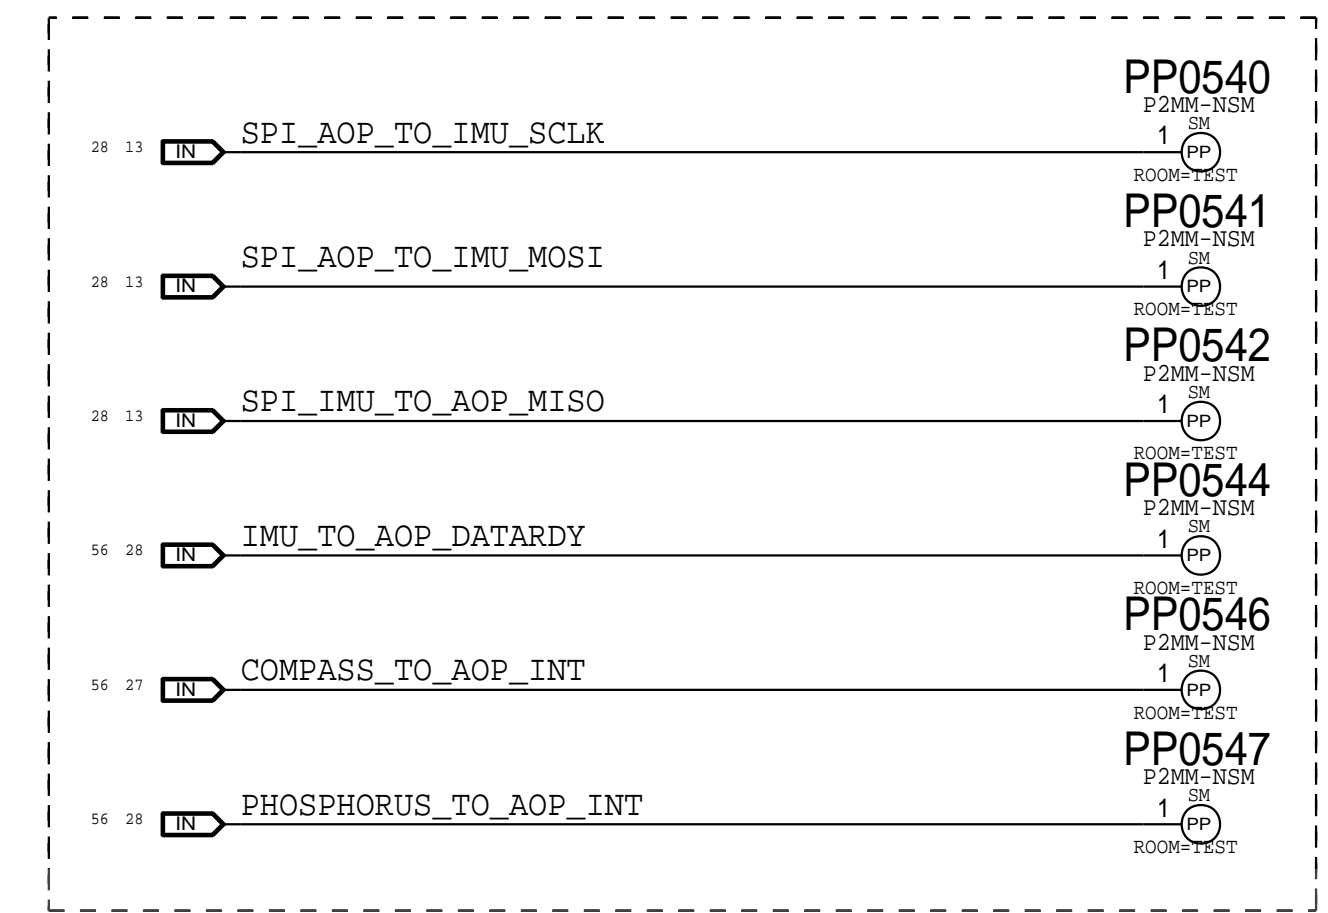 PP0540
P2MM-NSM
SM
28 13 IN SPI_AOP_TO_IMU_SCLK 1 PP
ROOM=TEST
PP0541
P2MM-NSM
SM
28 13 IN SPI_AOP_TO_IMU_MOSI 1 PP
ROOM=TEST
PP0542
P2MM-NSM
SM
28 13 IN SPI_IMU_TO_AOP_MISO 1 PP
ROOM=TEST
PP0544
P2MM-NSM
SM
56 28 IN IMU_TO_AOP_DATARDY 1 PP
ROOM=TEST
PP0546
P2MM-NSM
SM
56 27 IN COMPASS_TO_AOP_INT 1 PP
ROOM=TEST
PP0547
P2MM-NSM
SM
56 28 IN PHOSPHORUS_TO_AOP_INT 1 PP
ROOM=TEST